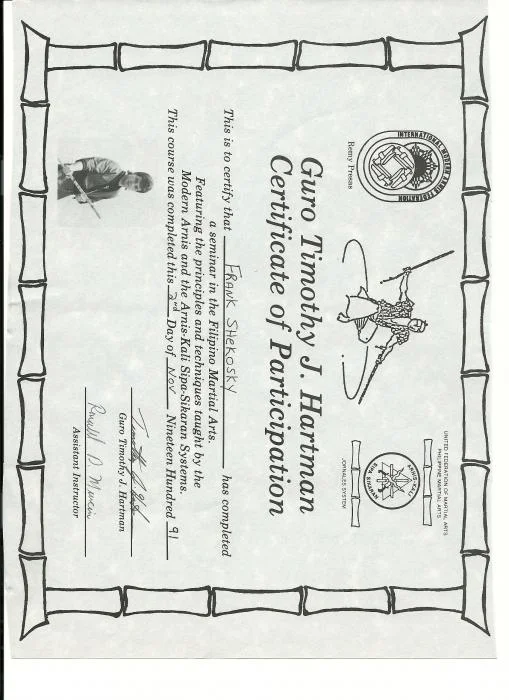 INTERNATIONAL MODERN ARNIS FEDERATION
Remy Presas
UNITED FEDERATION OF MARTIAL ARTS
PHILIPPINE MARTIAL ARTS
ARNIS-KALI
SIPA SIKARAN
JORNALES SYSTEM
Guro Timothy J. Hartman
Certificate of Participation
This is to certify that FRANK SHEKOSKY has completed
a seminar in the Filipino Martial Arts.
Featuring the principles and techniques taught by the
Modern Arnis and the Arnis-Kali Sipa-Sikaran Systems.
This course was completed this 2nd Day of NOV Nineteen Hundred 91
Guro Timothy J. Hartman
Assistant Instructor